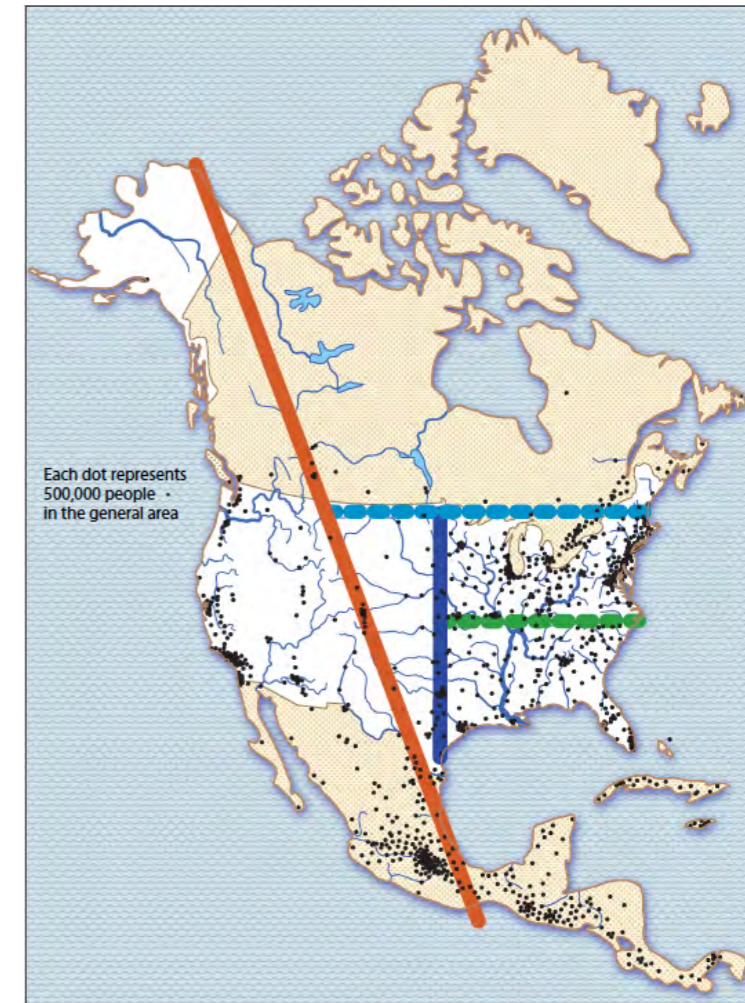 Each dot represents
500,000 people ·
in the general area